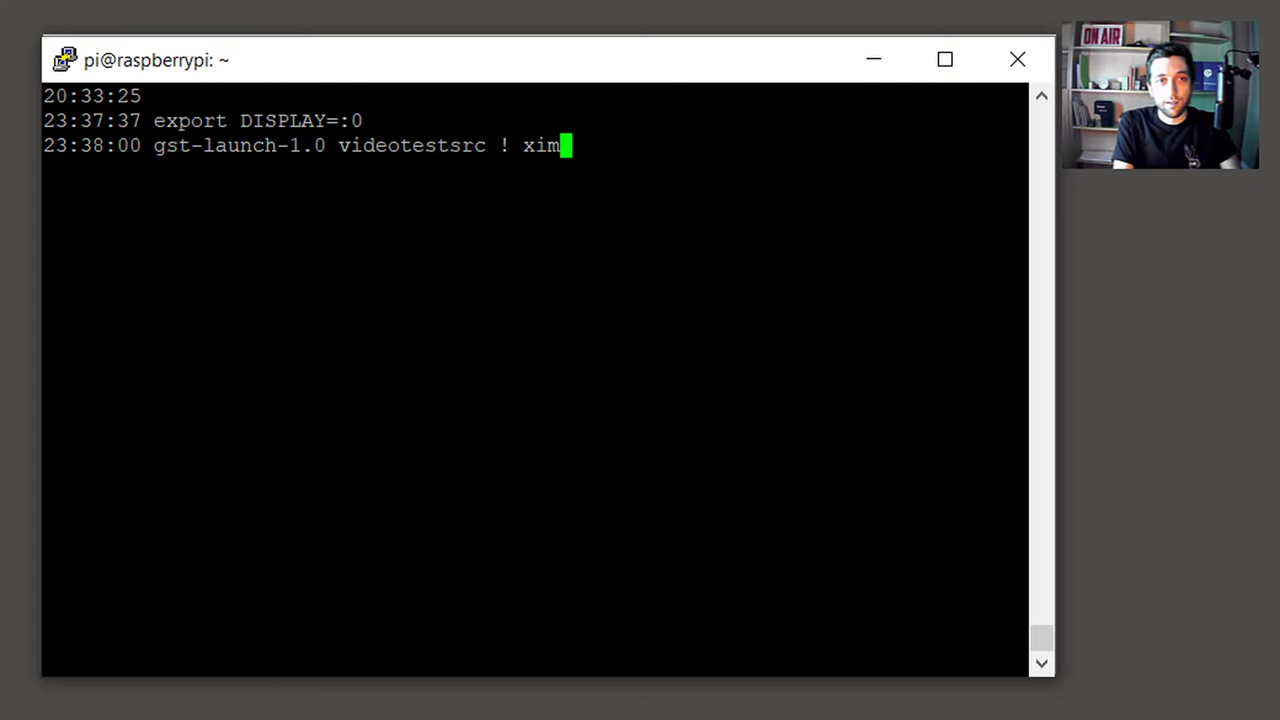 pi@raspberrypi: ~
ON AIR
20:33:25
23:37:37 export DISPLAY=:0
23:38:00 gst-launch-1.0 videotestsrc ! xim